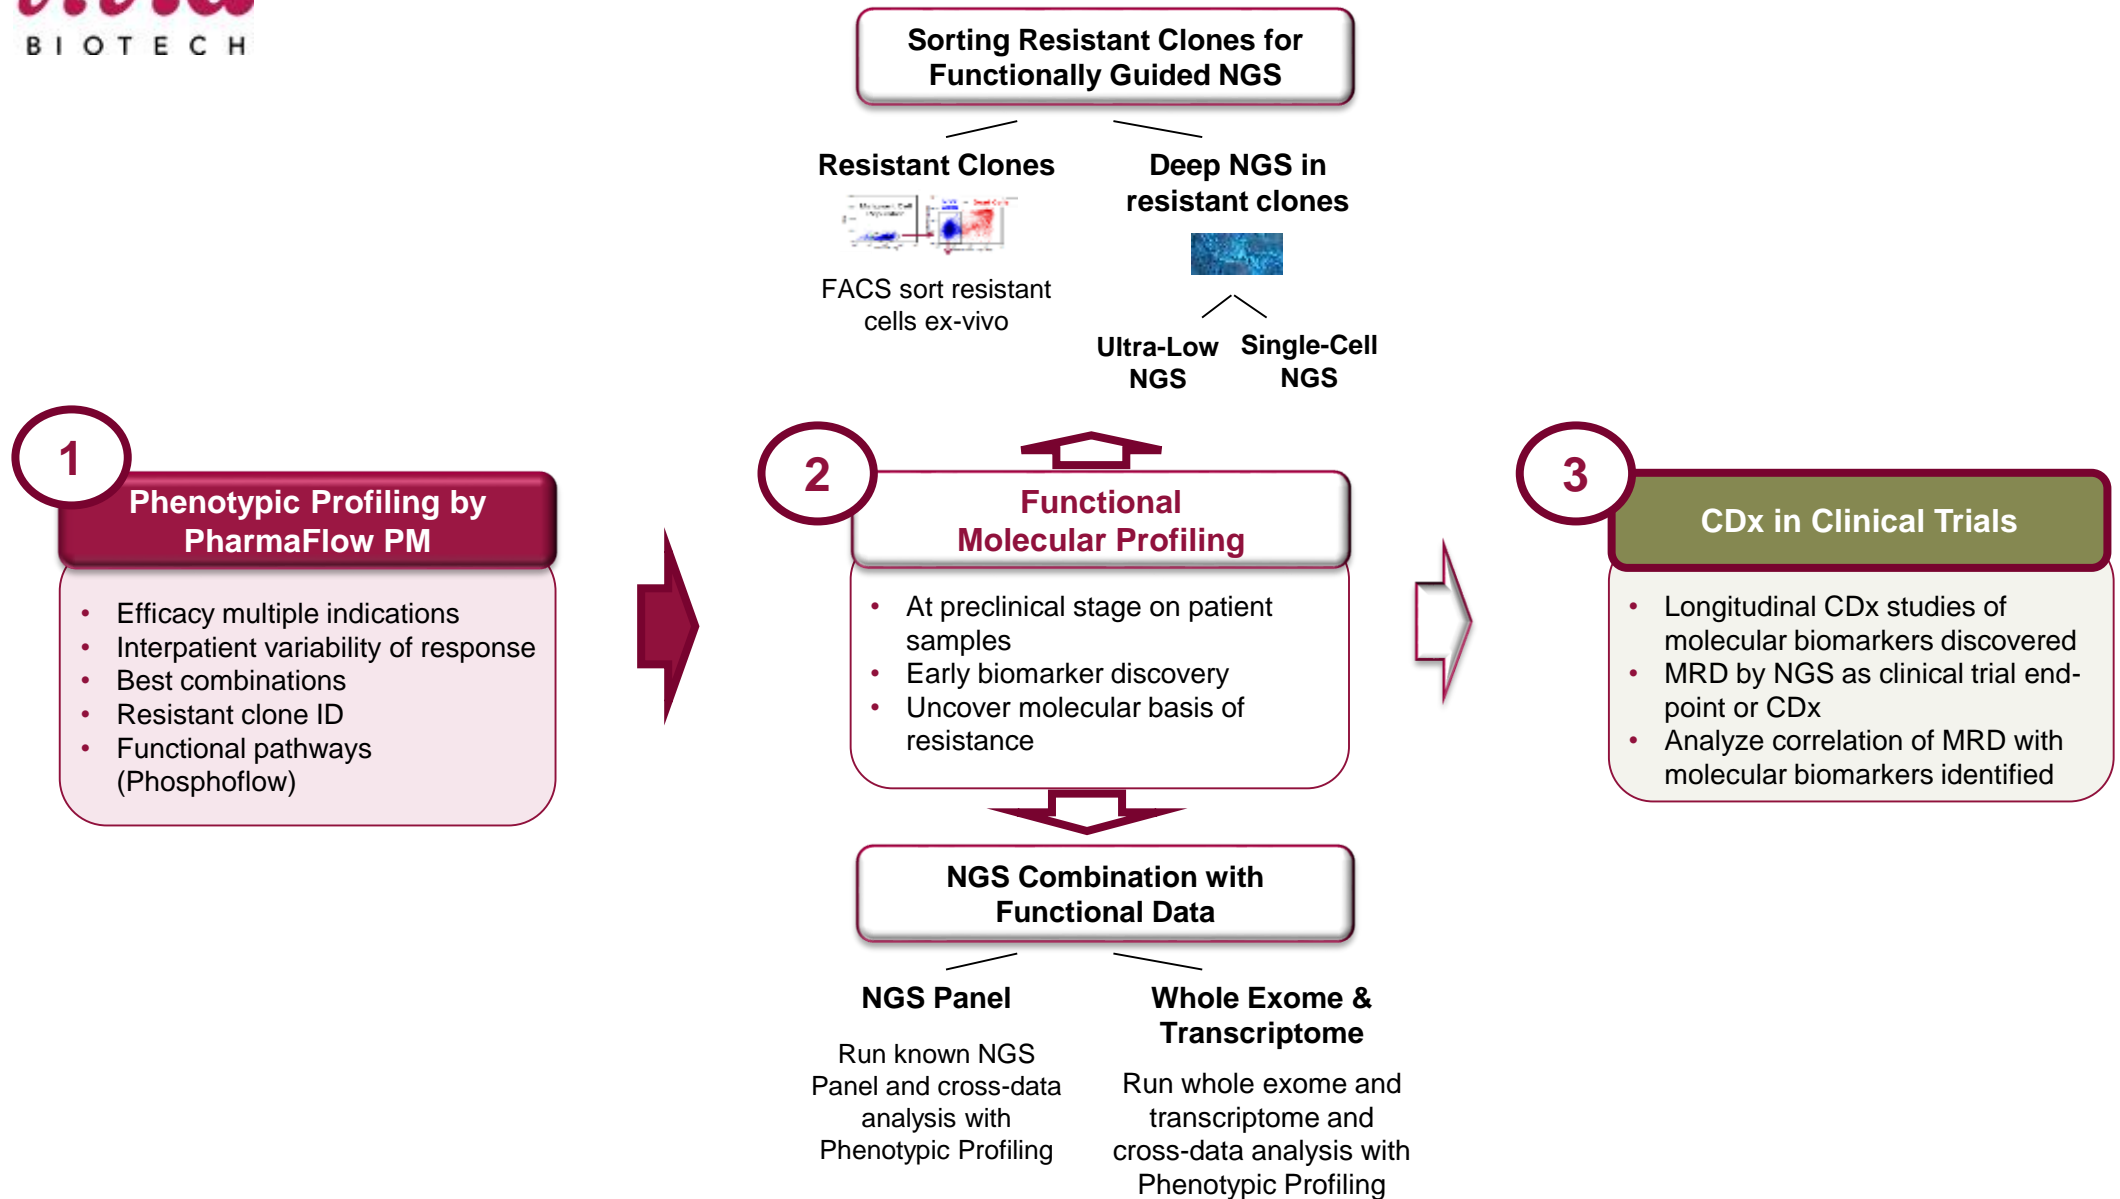 BIOTECH
Sorting Resistant Clones for
Functionally Guided NGS
Resistant Clones
FACS sort resistant
cells ex-vivo
Deep NGS in
resistant clones
Ultra-Low
NGS
Single-Cell
NGS
1
Phenotypic Profiling by
PharmaFlow PM
• Efficacy multiple indications
• Interpatient variability of response
• Best combinations
• Resistant clone ID
• Functional pathways
(Phosphoflow)
2
Functional
Molecular Profiling
• At preclinical stage on patient
samples
• Early biomarker discovery
• Uncover molecular basis of
resistance
3
CDx in Clinical Trials
• Longitudinal CDx studies of
molecular biomarkers discovered
• MRD by NGS as clinical trial end-
point or CDx
• Analyze correlation of MRD with
molecular biomarkers identified
NGS Combination with
Functional Data
NGS Panel
Run known NGS
Panel and cross-data
analysis with
Phenotypic Profiling
Whole Exome &
Transcriptome
Run whole exome and
transcriptome and
cross-data analysis with
Phenotypic Profiling